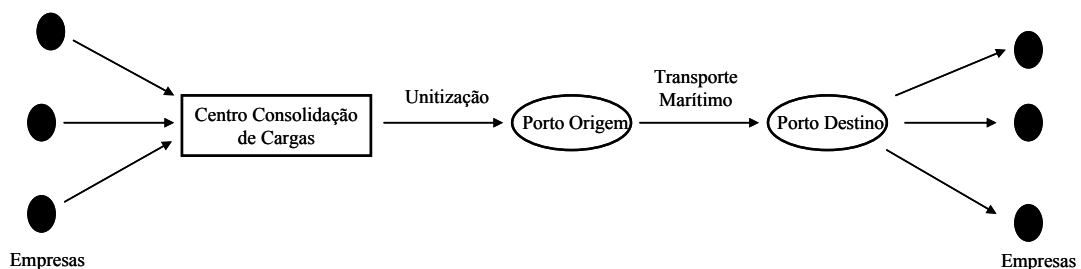 Empresas
Centro Consolidação
de Cargas
Unitização
Porto Origem
Transporte
Marítimo
Porto Destino
Empresas